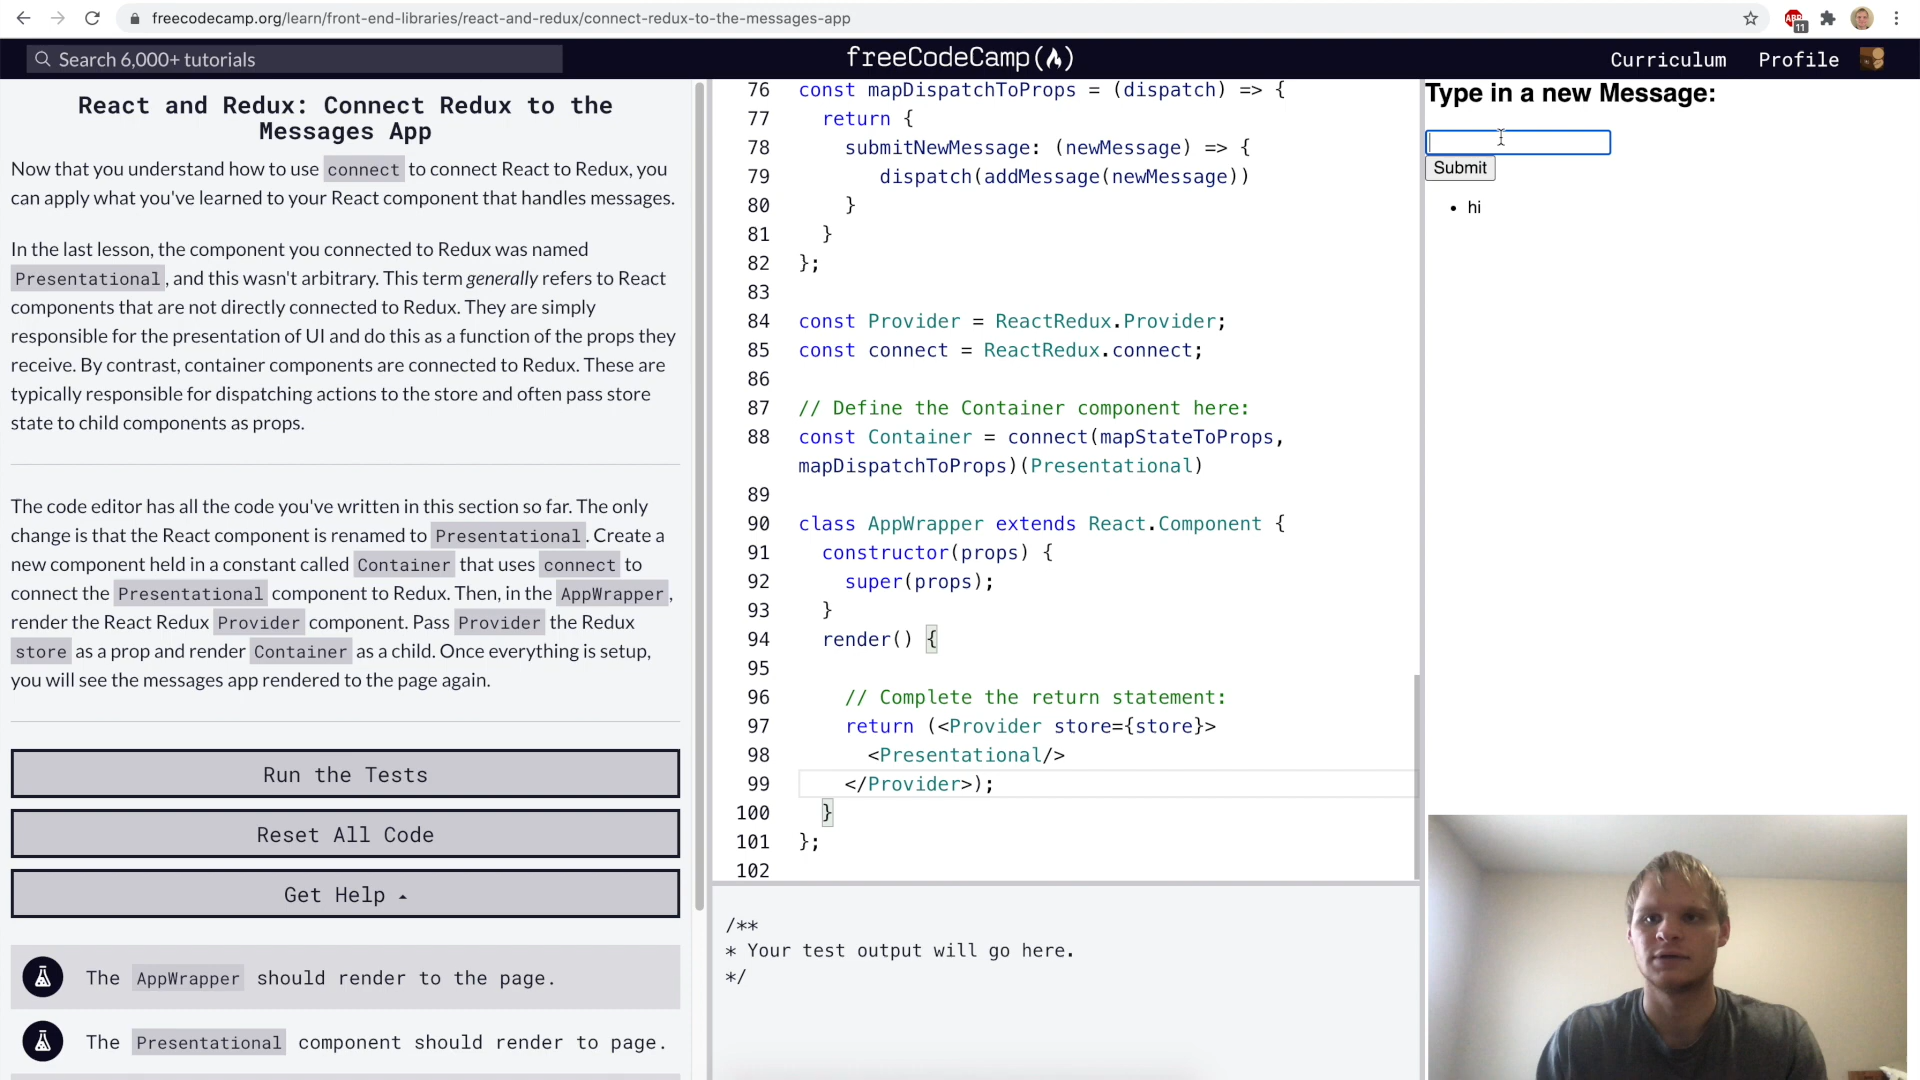 freecodecamp.org/learn/front-end-libraries/react-and-redux/connect-redux-to-the-messages-app
ABP
11
Search 6,000+ tutorials
freeCodeCamp
Curriculum
Profile
React and Redux: Connect Redux to the
Messages App
Now that you understand how to use connect to connect React to Redux, you
can apply what you've learned to your React component that handles messages.
In the last lesson, the component you connected to Redux was named
Presentational, and this wasn't arbitrary. This term generally refers to React
components that are not directly connected to Redux. They are simply
responsible for the presentation of UI and do this as a function of the props they
receive. By contrast, container components are connected to Redux. These are
typically responsible for dispatching actions to the store and often pass store
state to child components as props.
The code editor has all the code you've written in this section so far. The only
change is that the React component is renamed to Presentational. Create a
new component held in a constant called Container that uses connect to
connect the Presentational component to Redux. Then, in the AppWrapper,
render the React Redux Provider component. Pass Provider the Redux
store as a prop and render Container as a child. Once everything is setup,
you will see the messages app rendered to the page again.
Run the Tests
Reset All Code
Get Help
The AppWrapper should render to the page.
The Presentational component should render to page.
76 const mapDispatchToProps = (dispatch) => {
77 return {
78 submitNewMessage: (newMessage) => {
79 dispatch(addMessage(newMessage))
80 }
81 }
82 };
83
84 const Provider = ReactRedux.Provider;
85 const connect = ReactRedux.connect;
86
87 // Define the Container component here:
88 const Container = connect(mapStateToProps,
mapDispatchToProps)(Presentational)
89
90 class AppWrapper extends React.Component {
91 constructor(props) {
92 super(props);
93 }
94 render() {
95
96 // Complete the return statement:
97 return (<Provider store={store}>
98 <Presentational/>
99 </Provider>);
100 }
101 };
102
/**
* Your test output will go here.
*/
Type in a new Message:
Submit
• hi